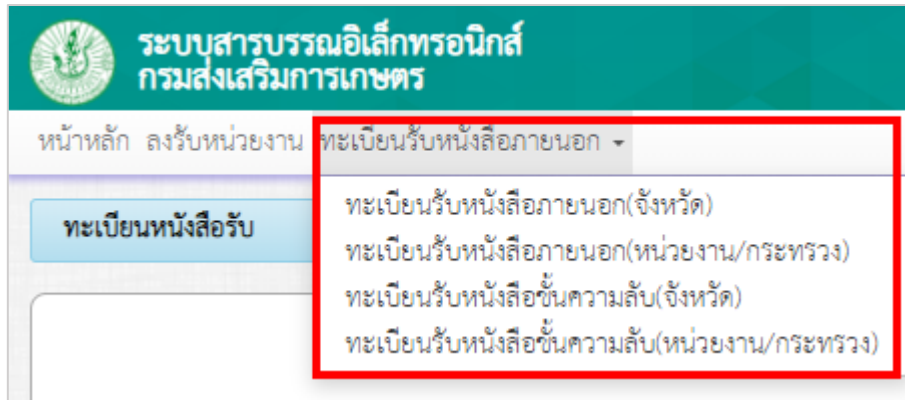 ระบบสารบรรณอิเล็กทรอนิกส์
กรมส่งเสริมการเกษตร
หน้าหลัก ลงรับหน่วยงาน ทะเบียนรับหนังสือภายนอก
ทะเบียนหนังสือรับ
ทะเบียนรับหนังสือภายนอก(จังหวัด)
ทะเบียนรับหนังสือภายนอก(หน่วยงาน/กระทรวง)
ทะเบียนรับหนังสือชั้นความลับ(จังหวัด)
ทะเบียนรับหนังสือชั้นความลับ(หน่วยงาน/กระทรวง)